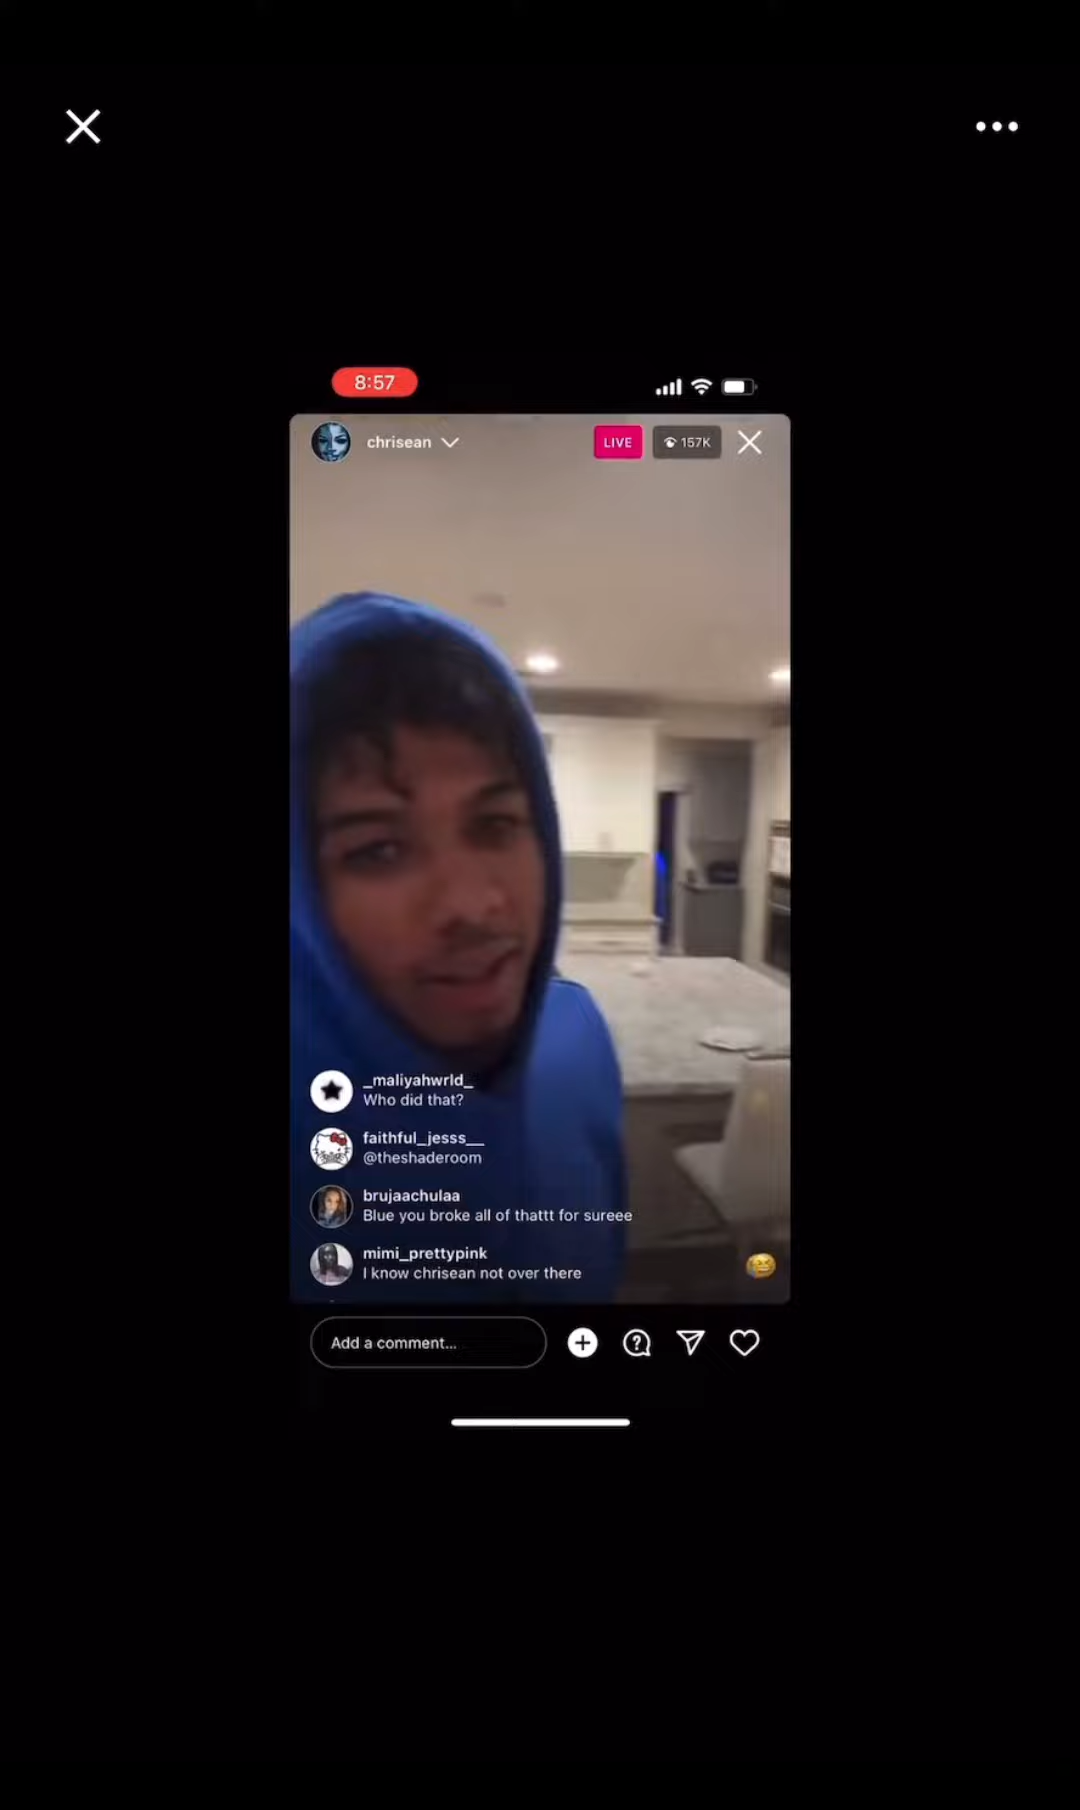 8:57
chrisean
LIVE
157K
_maliyahwrld_
Who did that?
faithful_jesss__
@theshaderoom
brujaachulaa
Blue you broke all of thattt for sureee
mimi_prettypink
I know chrisean not over there
Add a comment...